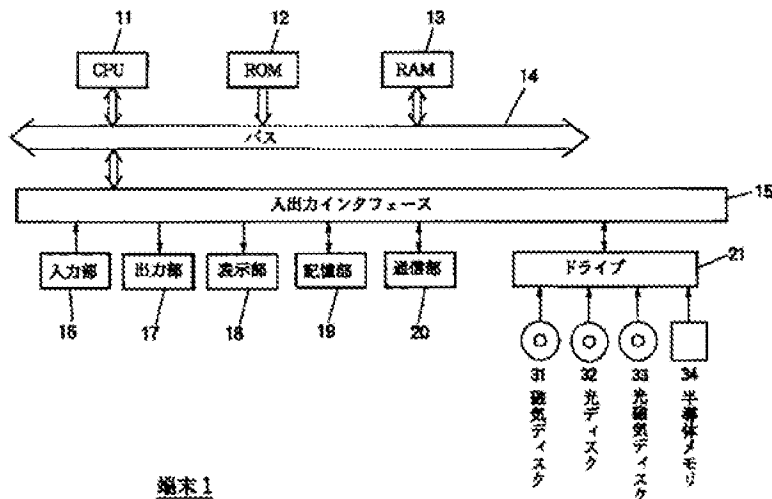 11
12
13
CPU
ROM
RAM
14
バス
入出力インタフェース
15
入力部
出力部
表示部
記憶部
通信部
ドライブ
21
16
17
18
19
20
31
磁気ディスク
32
光ディスク
33
光磁気ディスク
34
半導体メモリ
端末1